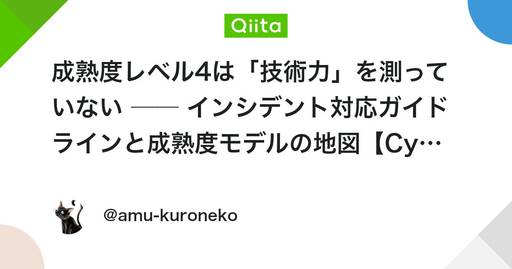 Qiita
成熟度レベル4は「技術力」を測って
いない ── インシデント対応ガイド
ラインと成熟度モデルの地図【Cy…
@amu-kuroneko